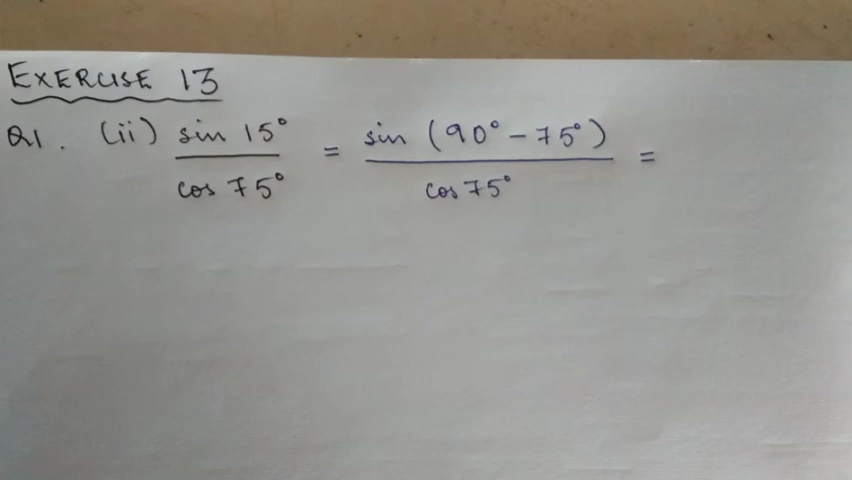 EXERCISE 13
Q1. (ii) sin 15° / cos 75° = sin (90° - 75°) / cos 75° =